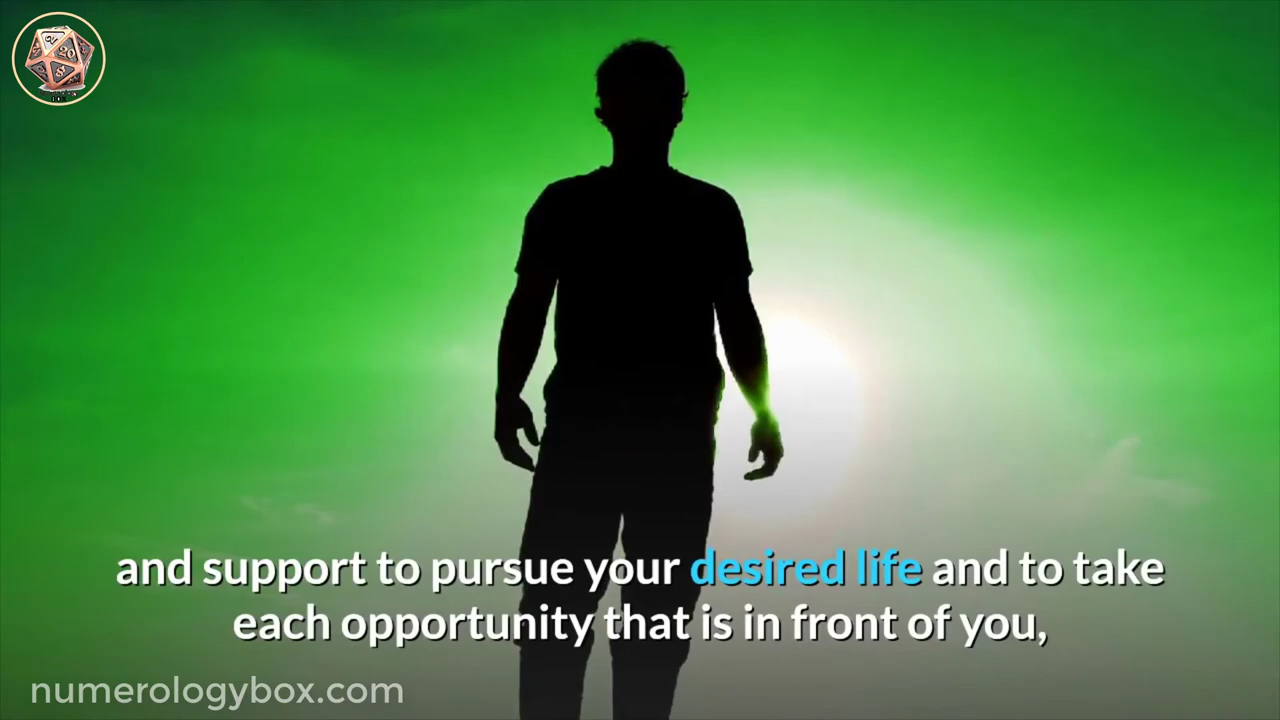 20
and support to pursue your desired life and to take
each opportunity that is in front of you,
numerologybox.com